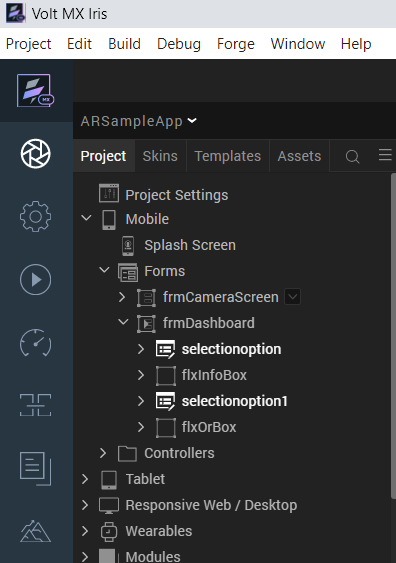 Volt MX Iris
Project Edit Build Debug Forge Window Help
MX
ARSampleApp
Project Skins Templates Assets
Project Settings
Mobile
Splash Screen
Forms
frmCameraScreen
frmDashboard
selectionoption
flxInfoBox
selectionoption1
flxOrBox
Controllers
Tablet
Responsive Web / Desktop
Wearables
Modules